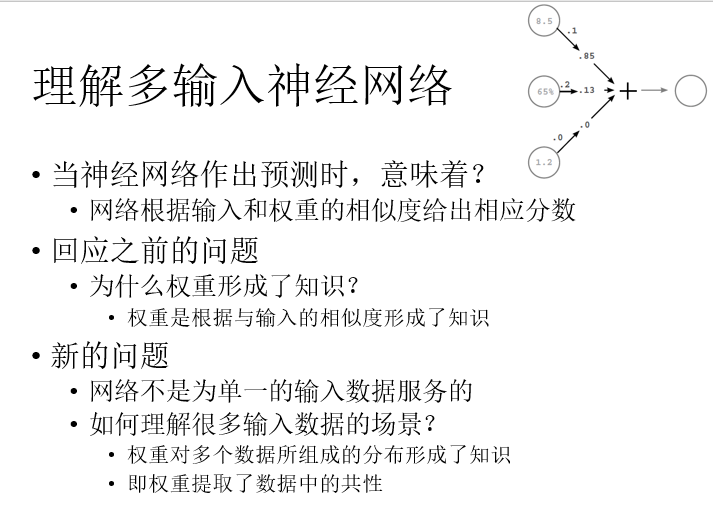 8.5
.1
.85
理解多输入神经网络
65%
.2
.13
+
.0
.0
1.2
• 当神经网络作出预测时，意味着？
• 网络根据输入和权重的相似度给出相应分数
• 回应之前的问题
• 为什么权重形成了知识？
• 权重是根据与输入的相似度形成了知识
• 新的问题
• 网络不是为单一的输入数据服务的
• 如何理解很多输入数据的场景？
• 权重对多个数据所组成的分布形成了知识
• 即权重提取了数据中的共性